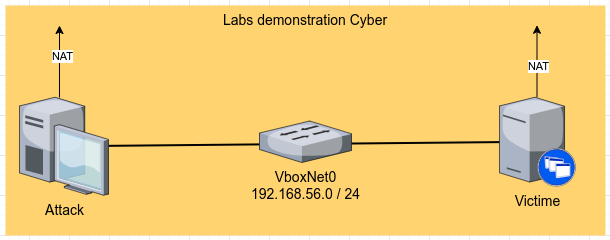 Labs demonstration Cyber
NAT
NAT
VboxNet0
192.168.56.0 / 24
Attack
Victime